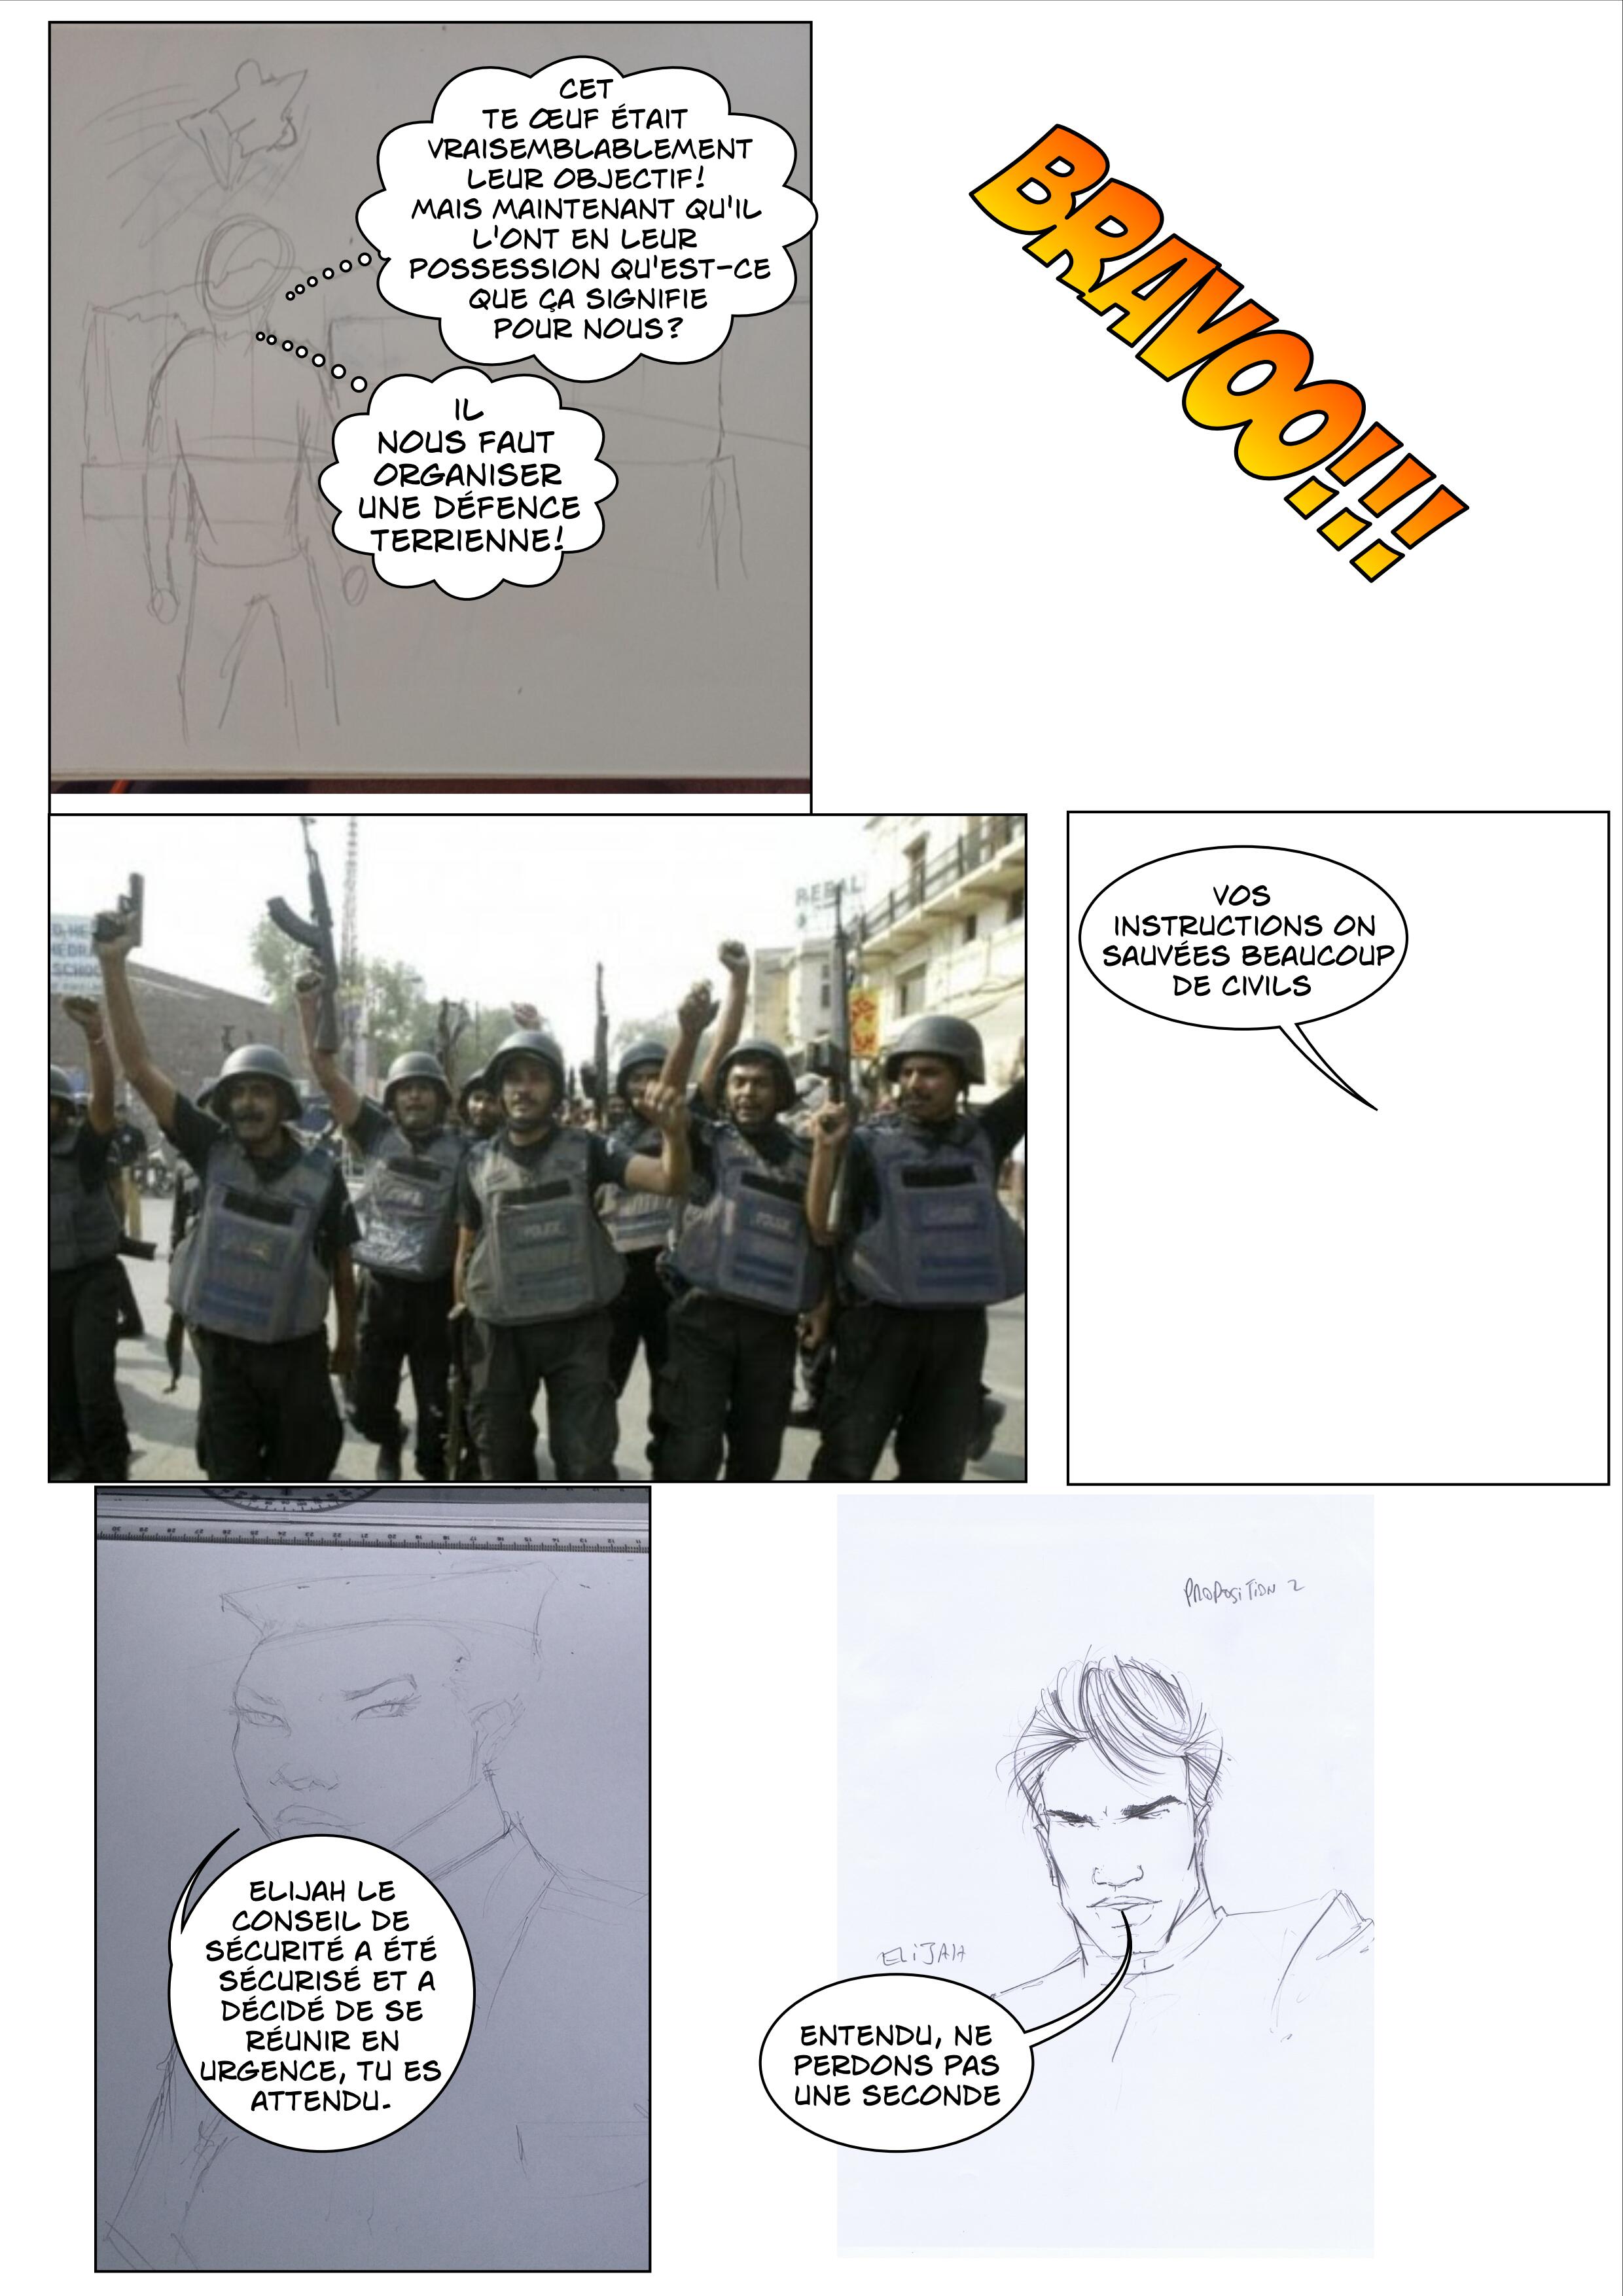 CET
TE ŒUF ÉTAIT
VRAISEMBLABLEMENT
LEUR OBJECTIF!
MAIS MAINTENANT QU'IL
L'ONT EN LEUR
POSSESSION QU'EST-CE
QUE ÇA SIGNIFIE
POUR NOUS?
IL
NOUS FAUT
ORGANISER
UNE DÉFENCE
TERRIENNE!
BRAVOO!!!
SCHOOL
POLICE
VOS
INSTRUCTIONS ON
SAUVÉES BEAUCOUP
DE CIVILS
ELIJAH LE
CONSEIL DE
SÉCURITÉ A ÉTÉ
SÉCURISÉ ET A
DÉCIDÉ DE SE
RÉUNIR EN
URGENCE, TU ES
ATTENDU.
PROPOSITION 2
ELIJAH
ENTENDU, NE
PERDONS PAS
UNE SECONDE